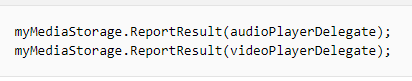 myMediaStorage.ReportResult(audioPlayerDelegate);
myMediaStorage.ReportResult(videoPlayerDelegate);